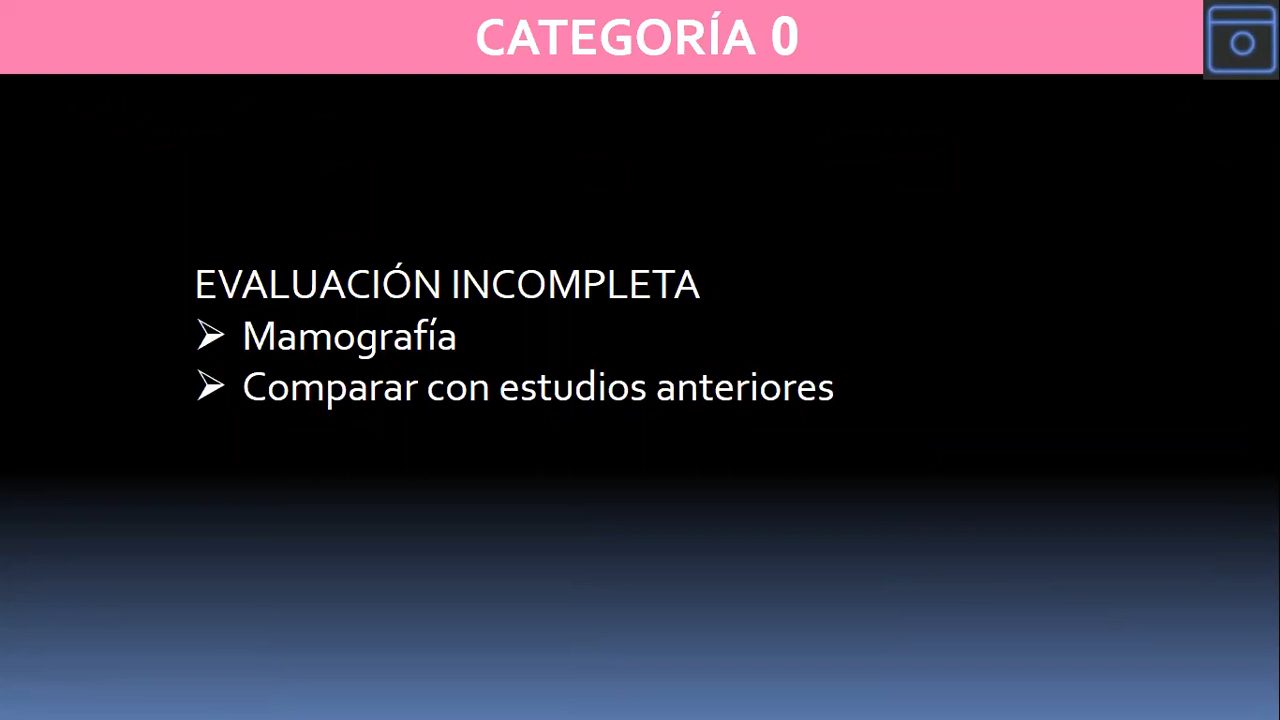 CATEGORÍA 0
EVALUACIÓN INCOMPLETA
➢ Mamografía
➢ Comparar con estudios anteriores